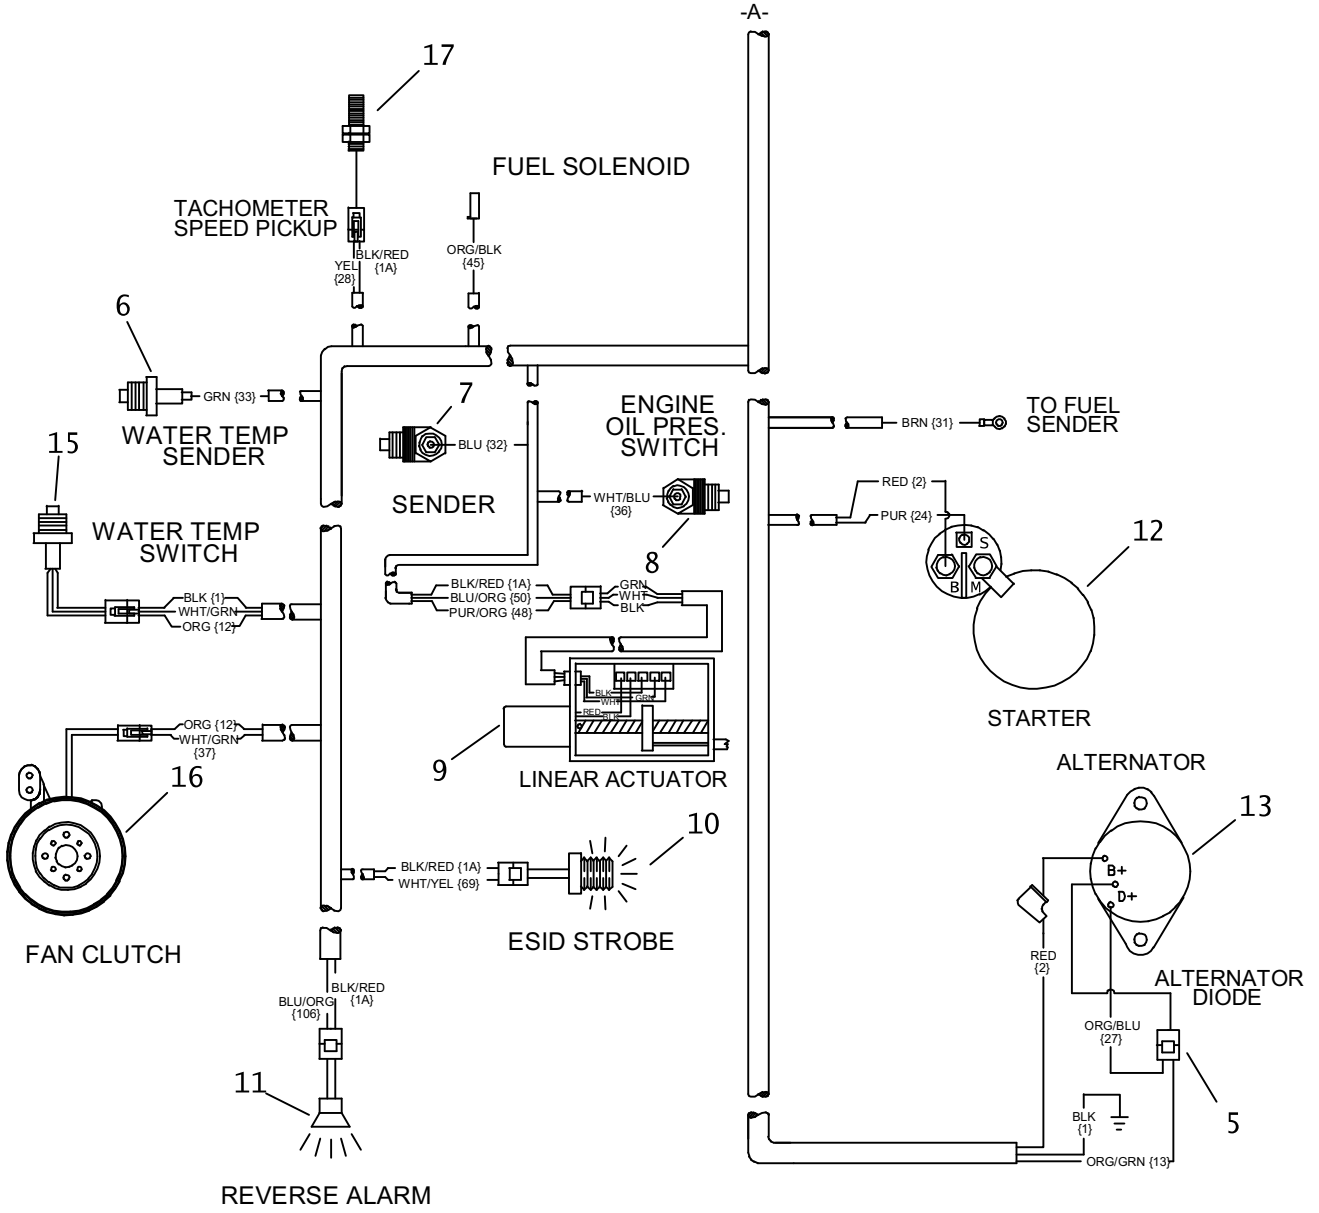 -A-
17
FUEL SOLENOID
TACHOMETER
SPEED PICKUP
BLK/RED
{1A}
YEL
{28}
ORG/BLK
{45}
6
GRN {33}
WATER TEMP
SENDER
7
BLU {32}
SENDER
ENGINE
OIL PRES.
SWITCH
WHT/BLU
{36}
8
BRN {31}
TO FUEL
SENDER
RED {2}
PUR {24}
S
B
M
12
STARTER
15
WATER TEMP
SWITCH
BLK {1}
WHT/GRN
ORG {12}
BLK/RED {1A}
BLU/ORG {50}
PUR/ORG {48}
GRN
WHT
BLK
BLK
WHT
GRN
RED
BLK
9
LINEAR ACTUATOR
ORG {12}
WHT/GRN
{37}
16
FAN CLUTCH
10
BLK/RED {1A}
WHT/YEL {69}
ESID STROBE
ALTERNATOR
13
B+
D+
RED
{2}
ALTERNATOR
DIODE
ORG/BLU
{27}
5
BLK
{1}
ORG/GRN {13}
BLK/RED
{1A}
BLU/ORG
{106}
11
REVERSE ALARM